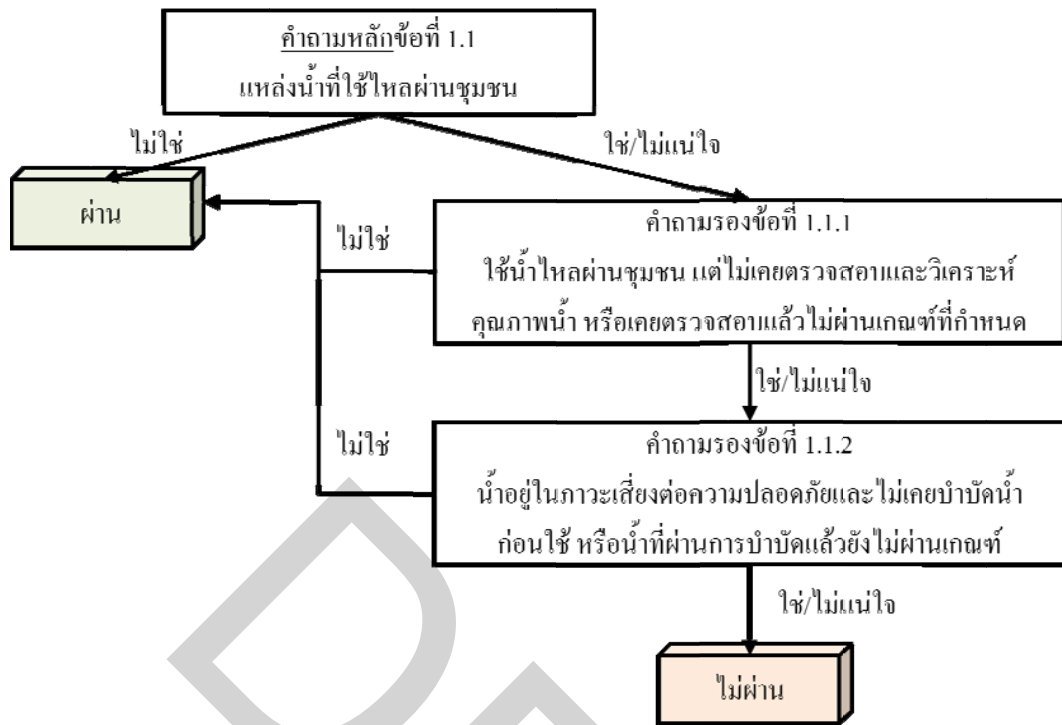 คำถามหลักข้อที่ 1.1
แหล่งน้ำที่ใช้ไหลผ่านชุมชน
ไม่ใช่
ใช่/ไม่แน่ใจ
ผ่าน
คำถามรองข้อที่ 1.1.1
ใช้น้ำไหลผ่านชุมชน แต่ไม่เคยตรวจสอบและวิเคราะห์
คุณภาพน้ำ หรือเคยตรวจสอบแล้วไม่ผ่านเกณฑ์ที่กำหนด
ไม่ใช่
ใช่/ไม่แน่ใจ
คำถามรองข้อที่ 1.1.2
น้ำอยู่ในภาวะเสี่ยงต่อความปลอดภัยและไม่เคยบำบัดน้ำ
ก่อนใช้ หรือน้ำที่ผ่านการบำบัดแล้วยังไม่ผ่านเกณฑ์
ไม่ใช่
ใช่/ไม่แน่ใจ
ไม่ผ่าน